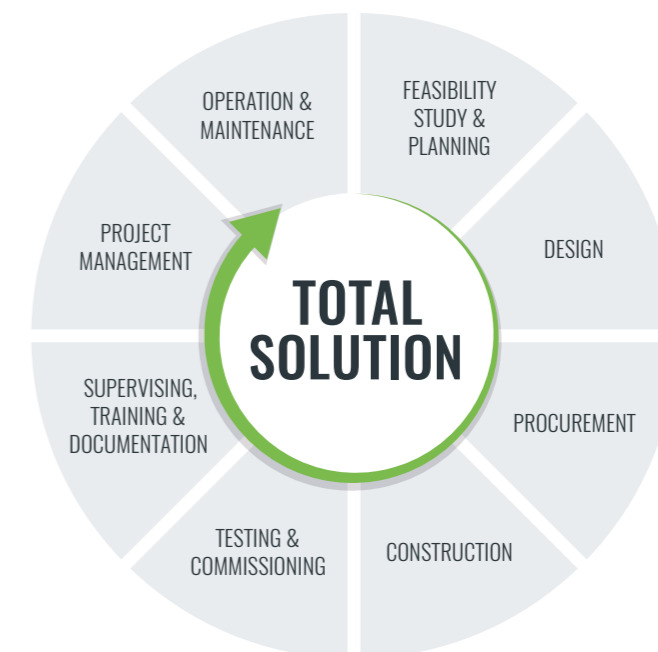 OPERATION &
MAINTENANCE
FEASIBILITY
STUDY &
PLANNING
PROJECT
MANAGEMENT
DESIGN
TOTAL
SOLUTION
SUPERVISING,
TRAINING &
DOCUMENTATION
PROCUREMENT
TESTING &
COMMISSIONING
CONSTRUCTION